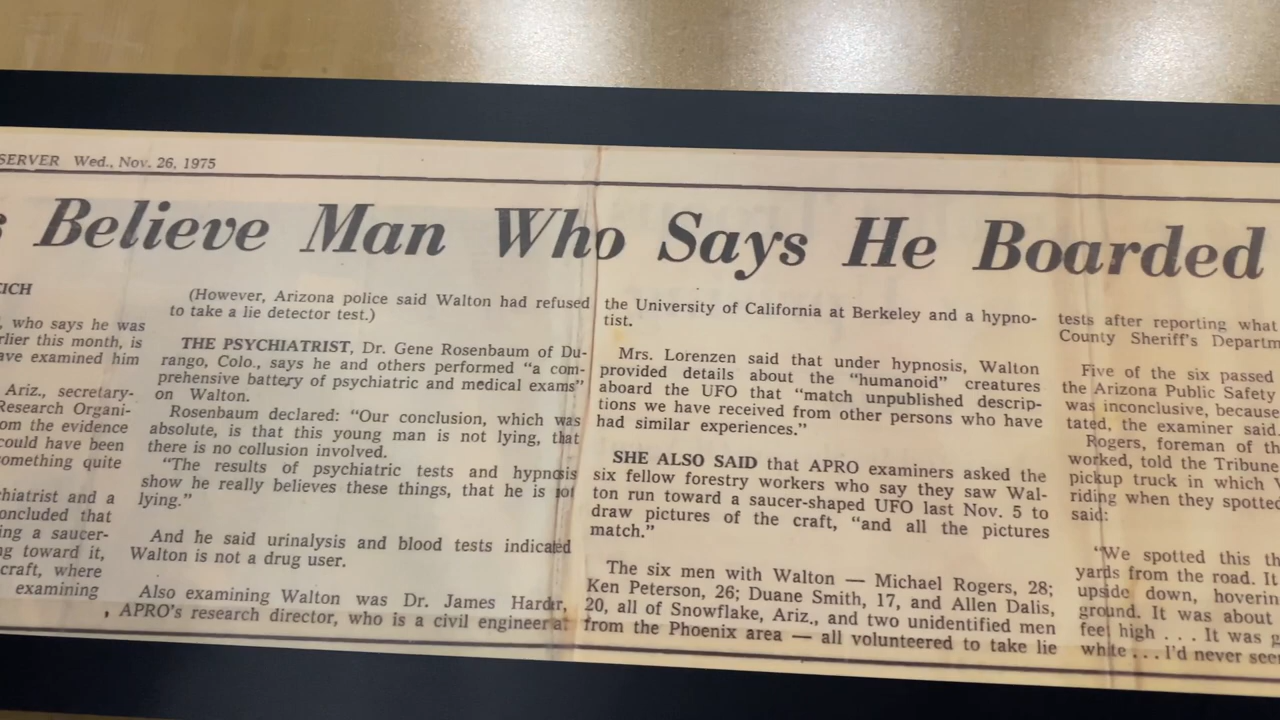 SERVER Wed., Nov. 26, 1975
s Believe Man Who Says He Boarded
EICH
, who says he was
rlier this month, is
ave examined him
Ariz., secretary-
Research Organi-
om the evidence
could have been
omething quite
chiatrist and a
oncluded that
ing a saucer-
ng toward it,
craft, where
examining
(However, Arizona police said Walton had refused
to take a lie detector test.)
THE PSYCHIATRIST, Dr. Gene Rosenbaum of Du-
rango, Colo., says he and others performed “a com-
prehensive battery of psychiatric and medical exams”
on Walton.
Rosenbaum declared: “Our conclusion, which was
absolute, is that this young man is not lying, that
there is no collusion involved.
“The results of psychiatric tests and hypnosis
show he really believes these things, that he is not
lying.”
And he said urinalysis and blood tests indicated
Walton is not a drug user.
Also examining Walton was Dr. James Harder,
APRO’s research director, who is a civil engineer at
the University of California at Berkeley and a hypno-
tist.
Mrs. Lorenzen said that under hypnosis, Walton
provided details about the “humanoid” creatures
aboard the UFO that “match unpublished descrip-
tions we have received from other persons who have
had similar experiences.”
SHE ALSO SAID that APRO examiners asked the
six fellow forestry workers who say they saw Wal-
ton run toward a saucer-shaped UFO last Nov. 5 to
draw pictures of the craft, “and all the pictures
match.”
The six men with Walton — Michael Rogers, 28;
Ken Peterson, 26; Duane Smith, 17, and Allen Dalis,
20, all of Snowflake, Ariz., and two unidentified men
from the Phoenix area — all volunteered to take lie
tests after reporting what
County Sheriff’s Departm
Five of the six passed
the Arizona Public Safety
was inconclusive, because
tated, the examiner said.
Rogers, foreman of th
worked, told the Tribune
pickup truck in which W
riding when they spotted
said:
“We spotted this th
yards from the road. It
upside down, hoverin
ground. It was about
feet high . . . It was g
white . . . I’d never see